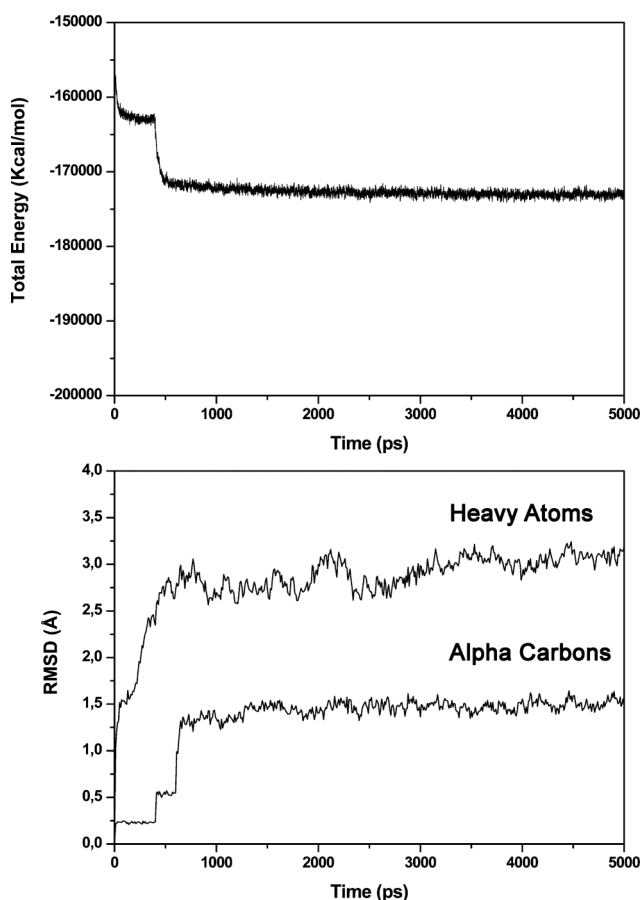 -150000
-160000
-170000
-180000
-190000
-200000
Total Energy (Kcal/mol)
0 1000 2000 3000 4000 5000
Time (ps)
4,0
3,5
3,0
2,5
2,0
1,5
1,0
0,5
0,0
RMSD (Å)
Heavy Atoms
Alpha Carbons
0 1000 2000 3000 4000 5000
Time (ps)